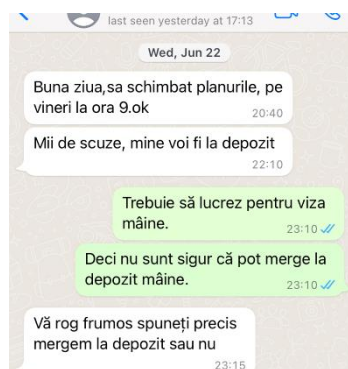 last seen yesterday at 17:13
Wed, Jun 22
Buna ziua,sa schimbat planurile, pe
vineri la ora 9.ok
20:40
Mii de scuze, mine voi fi la depozit
22:10
Trebuie să lucrez pentru viza
mâine.
23:10
Deci nu sunt sigur că pot merge la
depozit mâine.
23:10
Vă rog frumos spuneți precis
mergem la depozit sau nu
23:15